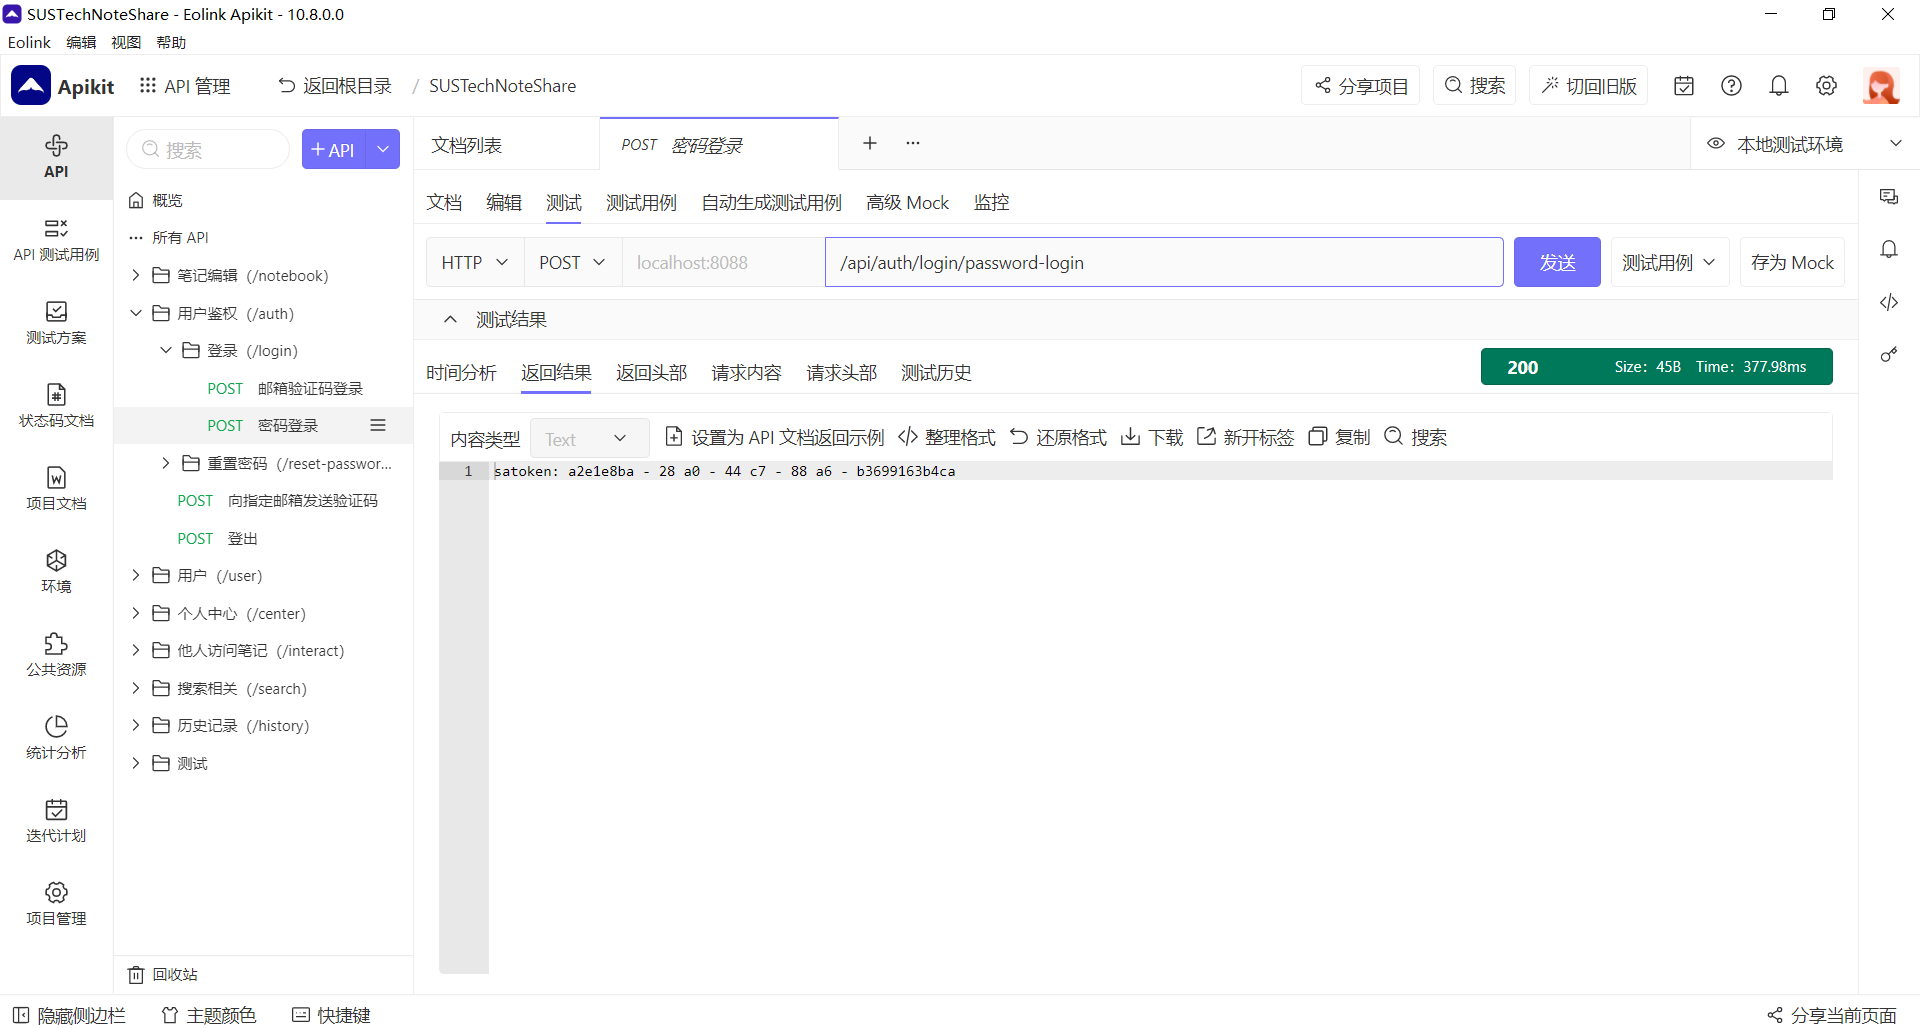 SUSTechNoteShare - Eolink Apikit - 10.8.0.0
Eolink 编辑 视图 帮助
Apikit API 管理 返回根目录 / SUSTechNoteShare 分享项目 搜索 切回旧版
API
API 测试用例
测试方案
状态码文档
项目文档
环境
公共资源
统计分析
迭代计划
项目管理
搜索 +API
概览
所有 API
笔记编辑 (/notebook)
用户鉴权 (/auth)
登录 (/login)
POST 邮箱验证码登录
POST 密码登录
重置密码 (/reset-passwor...
POST 向指定邮箱发送验证码
POST 登出
用户 (/user)
个人中心 (/center)
他人访问笔记 (/interact)
搜索相关 (/search)
历史记录 (/history)
测试
回收站
文档列表 POST 密码登录 + ... 本地测试环境
文档 编辑 测试 测试用例 自动生成测试用例 高级 Mock 监控
HTTP POST localhost:8088 /api/auth/login/password-login 发送 测试用例 存为 Mock
测试结果
时间分析 返回结果 返回头部 请求内容 请求头部 测试历史 200 Size: 45B Time: 377.98ms
内容类型 Text 设置为 API 文档返回示例 整理格式 还原格式 下载 新开标签 复制 搜索
1 satoken: a2e1e8ba - 28 a0 - 44 c7 - 88 a6 - b3699163b4ca
隐藏侧边栏 主题颜色 快捷键 分享当前页面